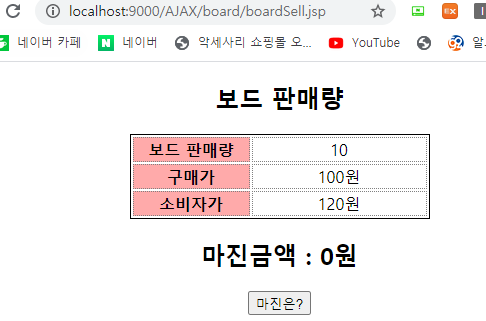 localhost:9000/AJAX/board/boardSell.jsp
네이버 카페 네이버 악세사리 쇼핑몰 오... YouTube 알
보드 판매량
보드 판매량 10
구매가 100원
소비자가 120원
마진금액 : 0원
마진은?